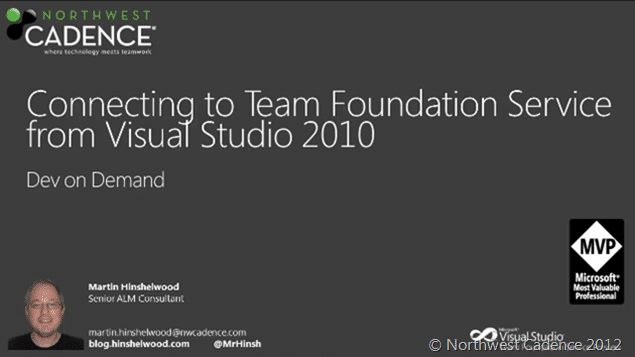 NORTHWEST
CADENCE
where technology meets teamwork
Connecting to Team Foundation Service
from Visual Studio 2010
Dev on Demand
MVP
Microsoft®
Most Valuable
Professional
Martin Hinshelwood
Senior ALM Consultant
martin.hinshelwood@nwcadence.com
blog.hinshelwood.com @MrHinsh
Microsoft®
Visual Studio
© Northwest Cadence 2012